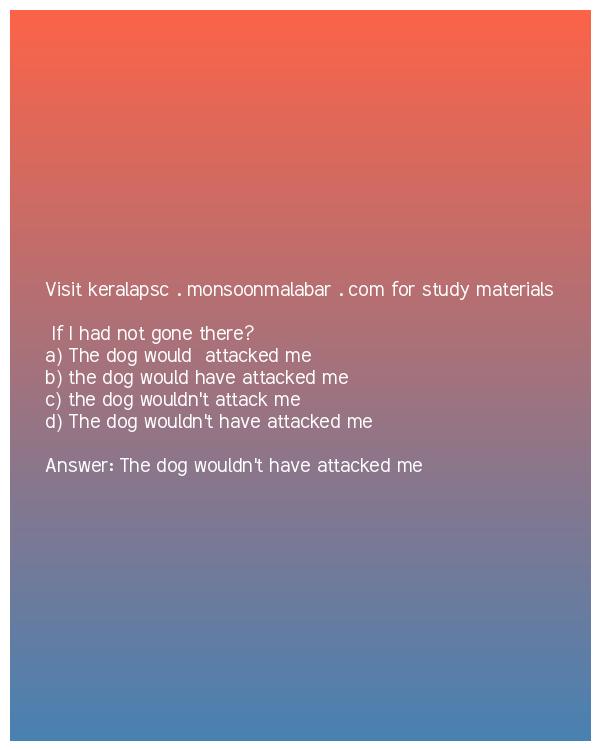 Visit keralapsc . monsoonmalabar . com for study materials
If I had not gone there?
a) The dog would  attacked me
b) the dog would have attacked me
c) the dog wouldn't attack me
d) The dog wouldn't have attacked me
Answer: The dog wouldn't have attacked me